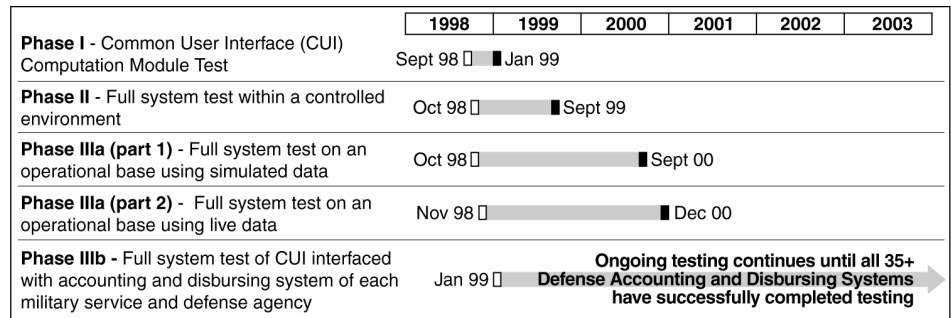 1998 1999 2000 2001 2002 2003
Phase I - Common User Interface (CUI)
Computation Module Test
Sept 98 Jan 99
Phase II - Full system test within a controlled
environment
Oct 98 Sept 99
Phase IIIa (part 1) - Full system test on an
operational base using simulated data
Oct 98 Sept 00
Phase IIIa (part 2) - Full system test on an
operational base using live data
Nov 98 Dec 00
Phase IIIb - Full system test of CUI interfaced
with accounting and disbursing system of each
military service and defense agency
Jan 99
Ongoing testing continues until all 35+
Defense Accounting and Disbursing Systems
have successfully completed testing